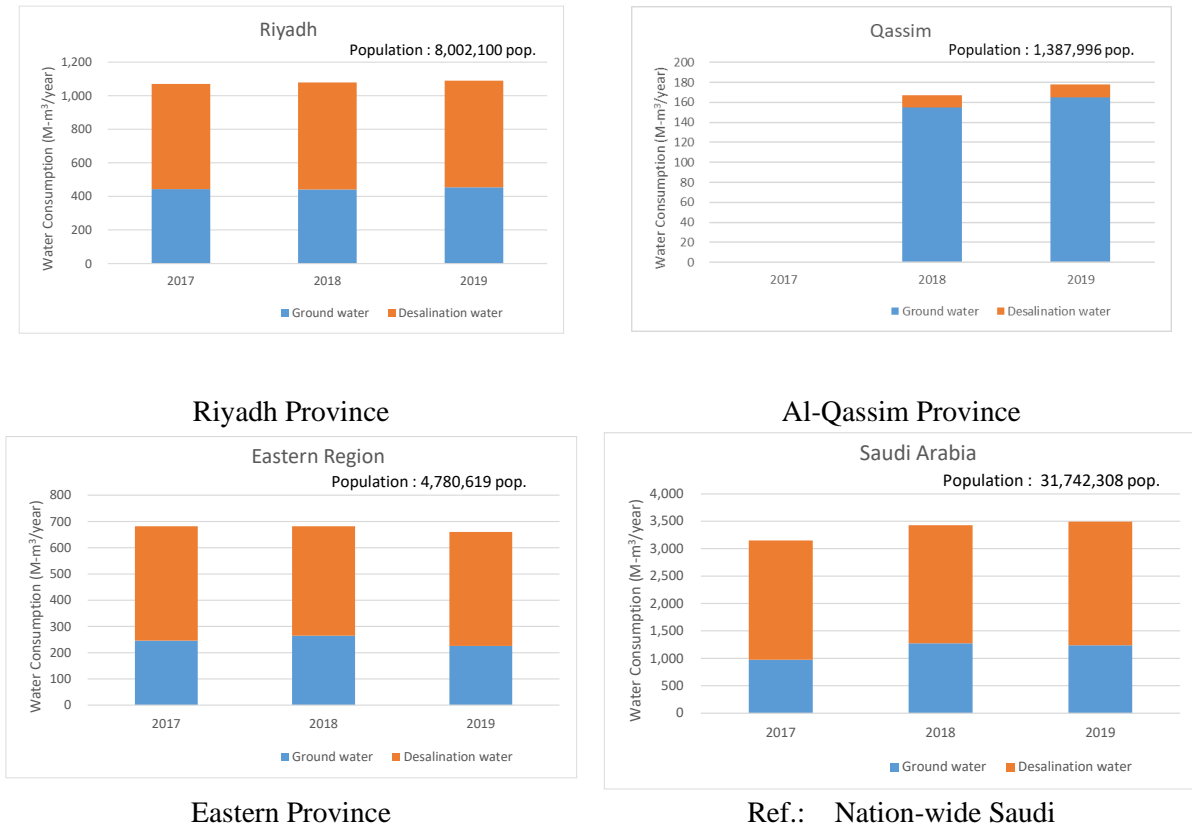 Riyadh
Population : 8,002,100 pop.
Water Consumption (M-m³/year)
1,200
1,000
800
600
400
200
0
2017 2018 2019
Ground water Desalination water
Qassim
Population : 1,387,996 pop.
Water Consumption (M-m³/year)
200
180
160
140
120
100
80
60
40
20
0
2017 2018 2019
Ground water Desalination water
Riyadh Province
Al-Qassim Province
Eastern Region
Population : 4,780,619 pop.
Water Consumption (M-m³/year)
800
700
600
500
400
300
200
100
0
2017 2018 2019
Ground water Desalination water
Saudi Arabia
Population : 31,742,308 pop.
Water Consumption (M-m³/year)
4,000
3,500
3,000
2,500
2,000
1,500
1,000
500
0
2017 2018 2019
Ground water Desalination water
Eastern Province
Ref.: Nation-wide Saudi